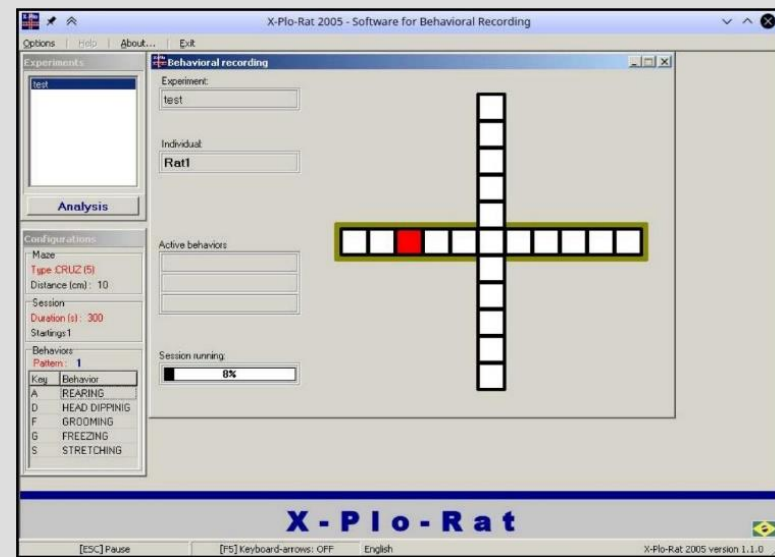 X-Plo-Rat 2005 - Software for Behavioral Recording
Options Help About... Exit
Experiments
test
Analysis
Configurations
Maze
Type :CRUZ (5)
Distance (cm) : 10
Session
Duration (s) : 300
Startings 1
Behaviors
Pattern : 1
Key Behavior
A REARING
D HEAD DIPPINIG
F GROOMING
G FREEZING
S STRETCHING
Behavioral recording
Experiment:
test
Individual:
Rat1
Active behaviors
Session running:
8%
X-Plo-Rat
[ESC] Pause [F5] Keyboard-arrows: OFF English X-Plo-Rat 2005 version 1.1.0